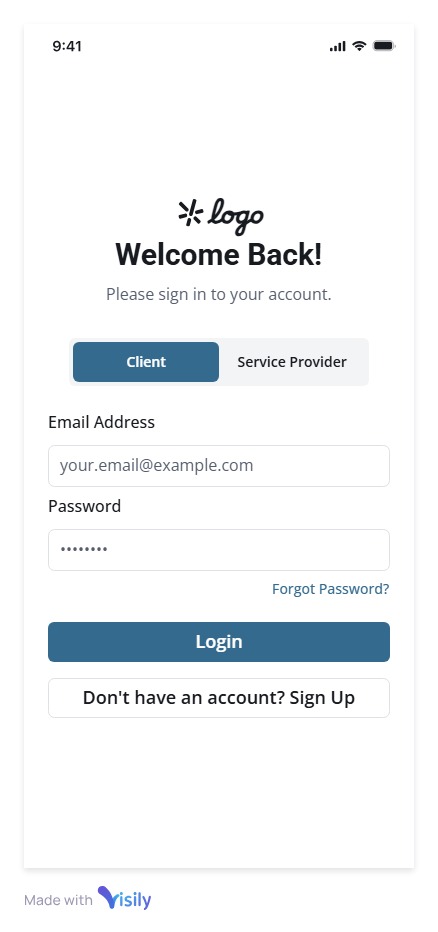 9:41
logo
Welcome Back!
Please sign in to your account.
Client Service Provider
Email Address
your.email@example.com
Password
••••••••
Forgot Password?
Login
Don't have an account? Sign Up
Made with Visily